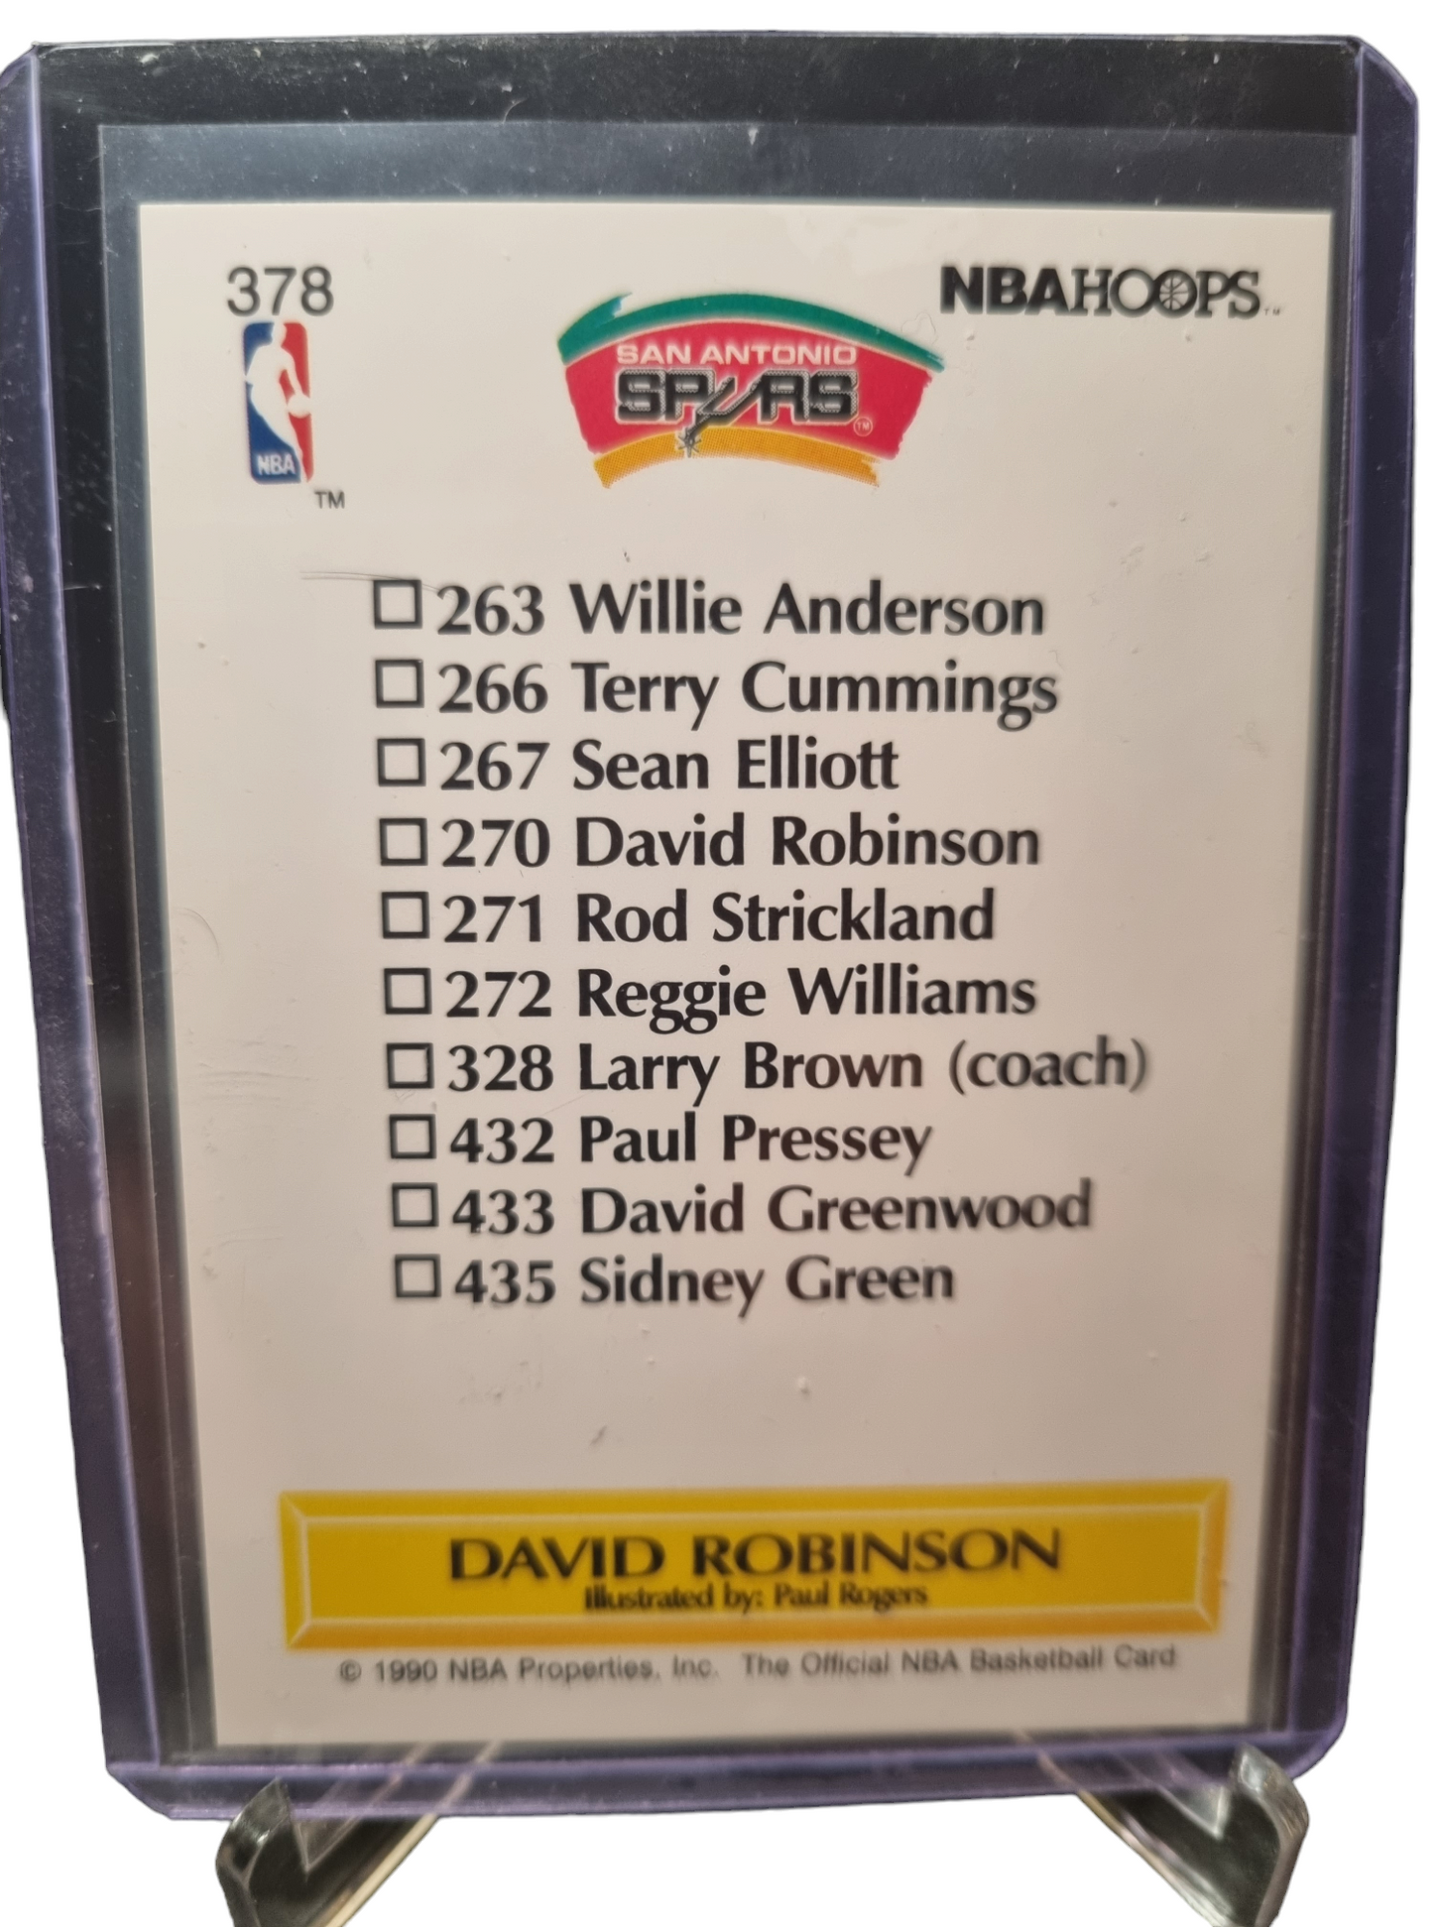 378
NBAHOOPS™
SAN ANTONIO
SPURS
TM
NBA
TM
263 Willie Anderson
266 Terry Cummings
267 Sean Elliott
270 David Robinson
271 Rod Strickland
272 Reggie Williams
328 Larry Brown (coach)
432 Paul Pressey
433 David Greenwood
435 Sidney Green
DAVID ROBINSON
Illustrated by: Paul Rogers
© 1990 NBA Properties, Inc. The Official NBA Basketball Card